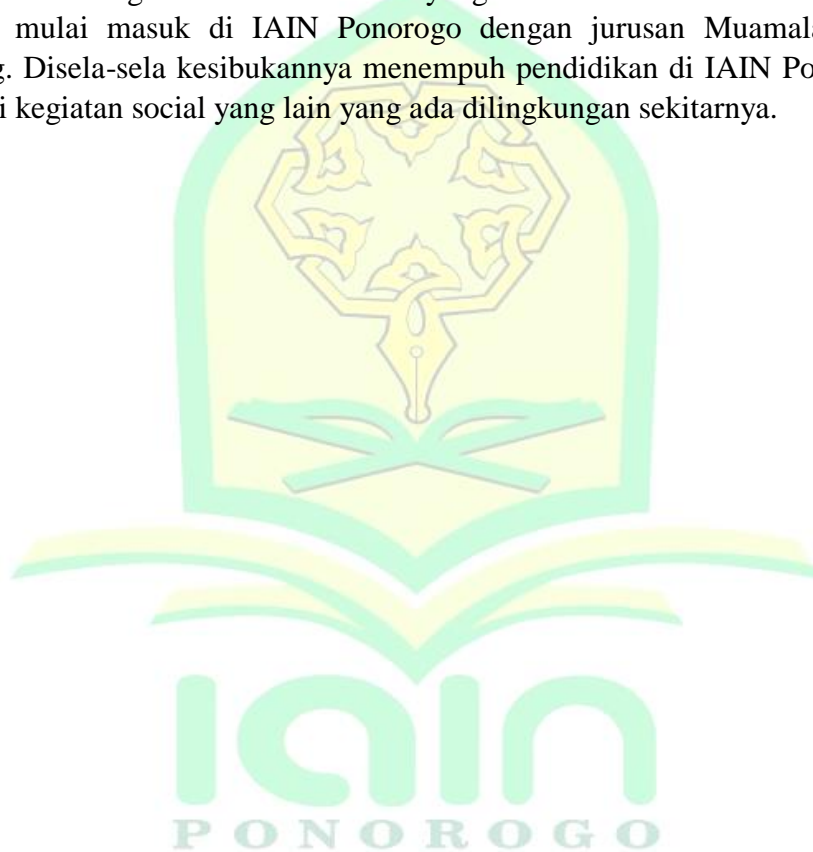 mulai masuk di IAIN Ponorogo dengan jurusan Muamala
Disela-sela kesibukannya menempuh pendidikan di IAIN Po
kegiatan social yang lain yang ada dilingkungan sekitarnya.
iain
PONOROGO